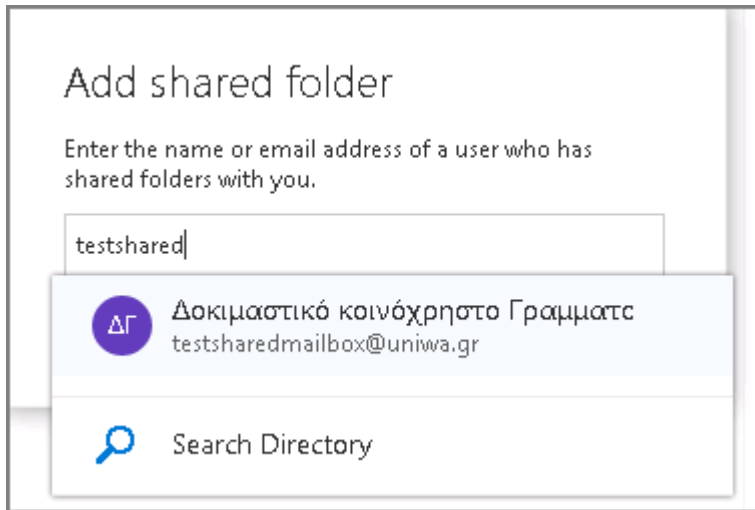 Add shared folder
Enter the name or email address of a user who has
shared folders with you.
testshared
ΔΓ
Δοκιμαστικό κοινόχρηστο Γραμματο
testsharedmailbox@uniwa.gr
Search Directory